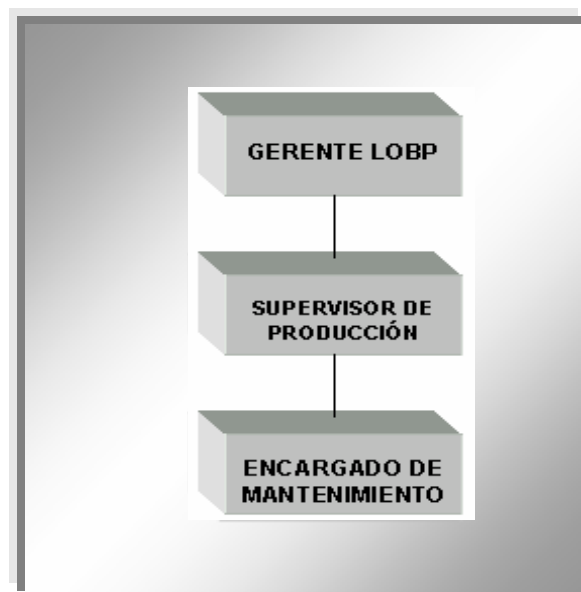 GERENTE LOBP
SUPERVISOR DE
PRODUCCIÓN
ENCARGADO DE
MANTENIMIENTO